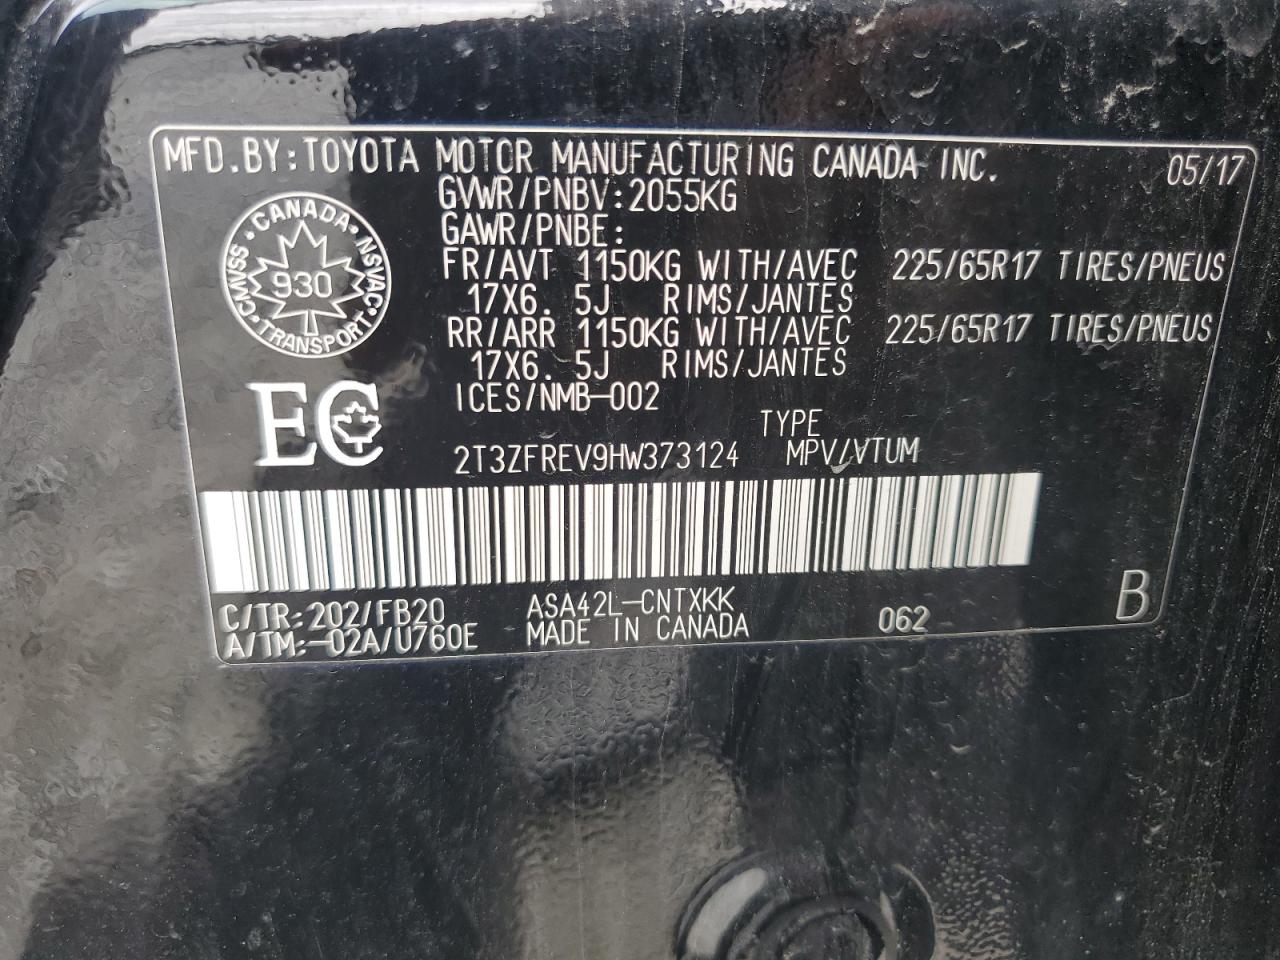 MFD.BY:TOYOTA MOTOR MANUFACTURING CANADA INC. 05/17
GVWR/PNBV:2055KG
GAWR/PNBE:
FR/AVT 1150KG WITH/AVEC 225/65R17 TIRES/PNEUS
17X6. 5J RIMS/JANTES
RR/ARR 1150KG WITH/AVEC 225/65R17 TIRES/PNEUS
17X6. 5J RIMS/JANTES
ICES/NMB-002
CNMVSS • CANADA • NSVAC • TRANSPORT •
930
EC
TYPE
2T3ZFREV9HW373124 MPV/VTUM
C/TR:202/FB20 ASA42L-CNTXKK
A/TM:-02A/U760E MADE IN CANADA 062 B